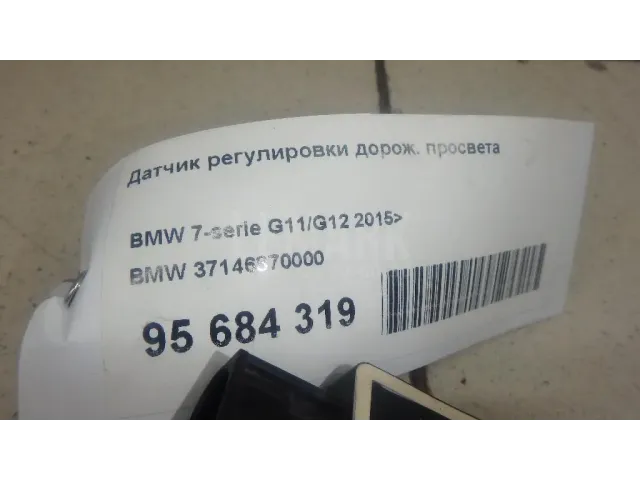 Датчик регулировки дорож. просвета
BMW 7-serie G11/G12 2015>
BMW 37146870000
95 684 319